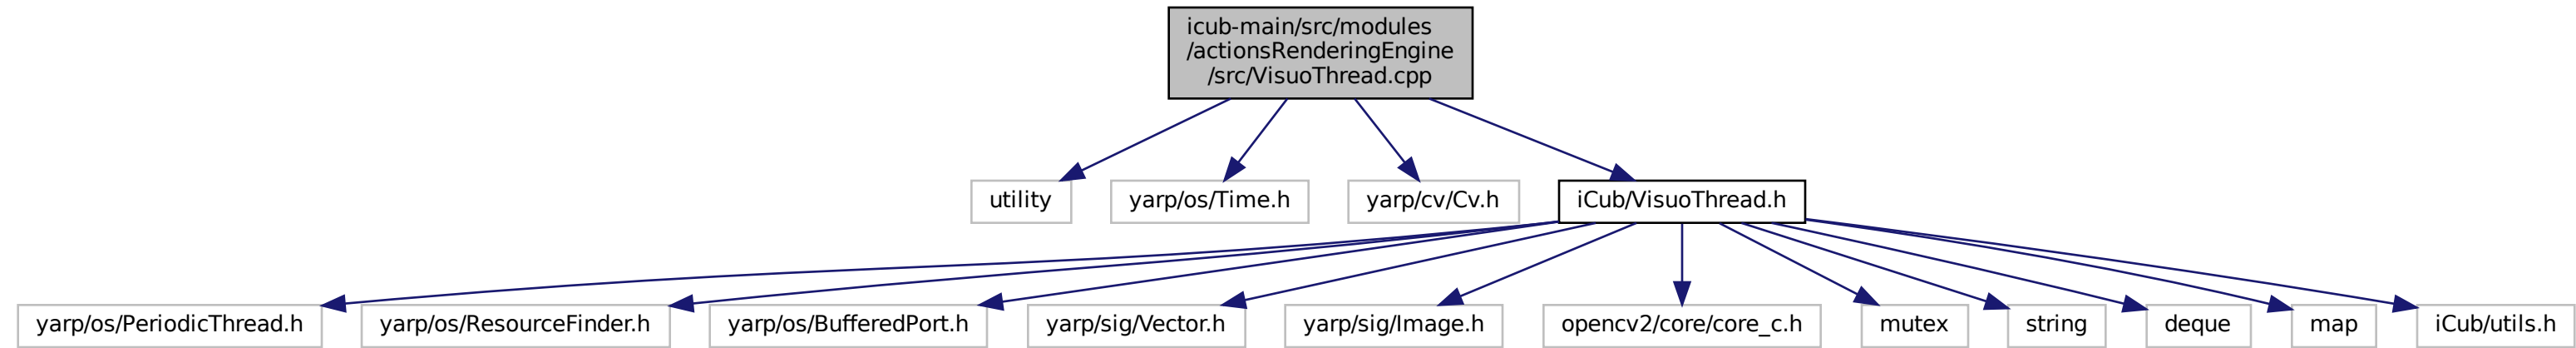 icub-main/src/modules
/actionsRenderingEngine
/src/VisuoThread.cpp
utility
yarp/os/Time.h
yarp/cv/Cv.h
iCub/VisuoThread.h
yarp/os/PeriodicThread.h
yarp/os/ResourceFinder.h
yarp/os/BufferedPort.h
yarp/sig/Vector.h
yarp/sig/Image.h
opencv2/core/core_c.h
mutex
string
deque
map
iCub/utils.h